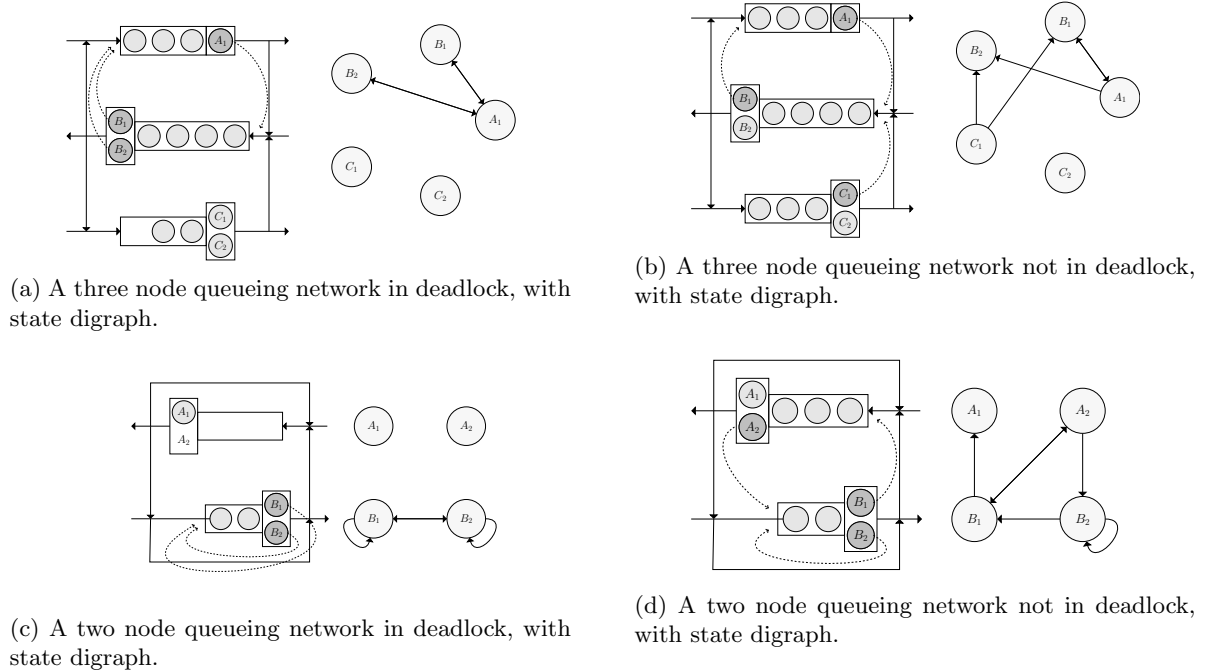 A1
B2
B1
B1
A1
B2
C1
C1
C2
C2
(a) A three node queueing network in deadlock, with
state digraph.
A1
B1
B2
B1
B2
A1
C1
C1
C2
C2
(b) A three node queueing network not in deadlock,
with state digraph.
A1
A2
A1
A2
B1
B2
B1
B2
(c) A two node queueing network in deadlock, with
state digraph.
A1
A2
A1
A2
B1
B2
B1
B2
(d) A two node queueing network not in deadlock,
with state digraph.